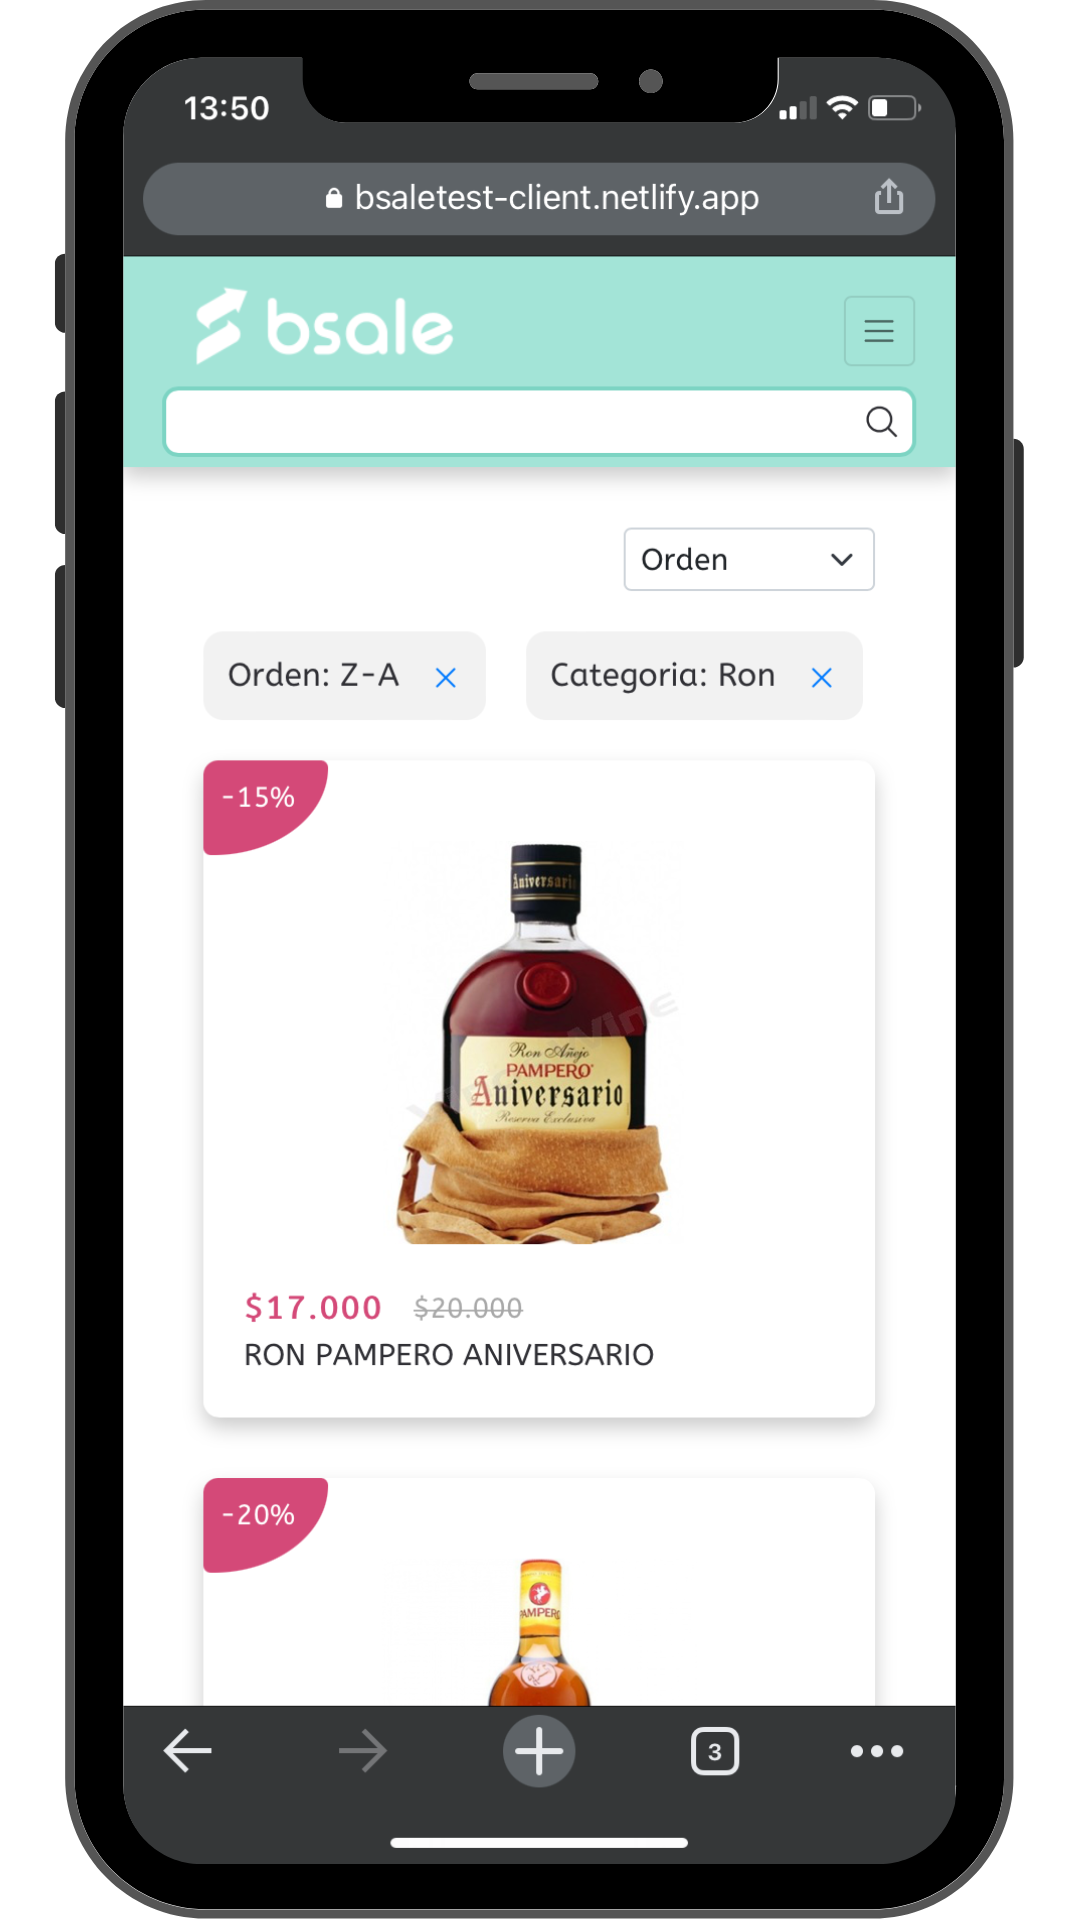 13:50
bsaletest-client.netlify.app
bsale
Orden
Orden: Z-A
Categoria: Ron
-15%
Aniversario
Ron Añejo
PAMPERO
Aniversario
Reserva Exclusiva
$17.000 $20.000
RON PAMPERO ANIVERSARIO
-20%
PAMPERO
3